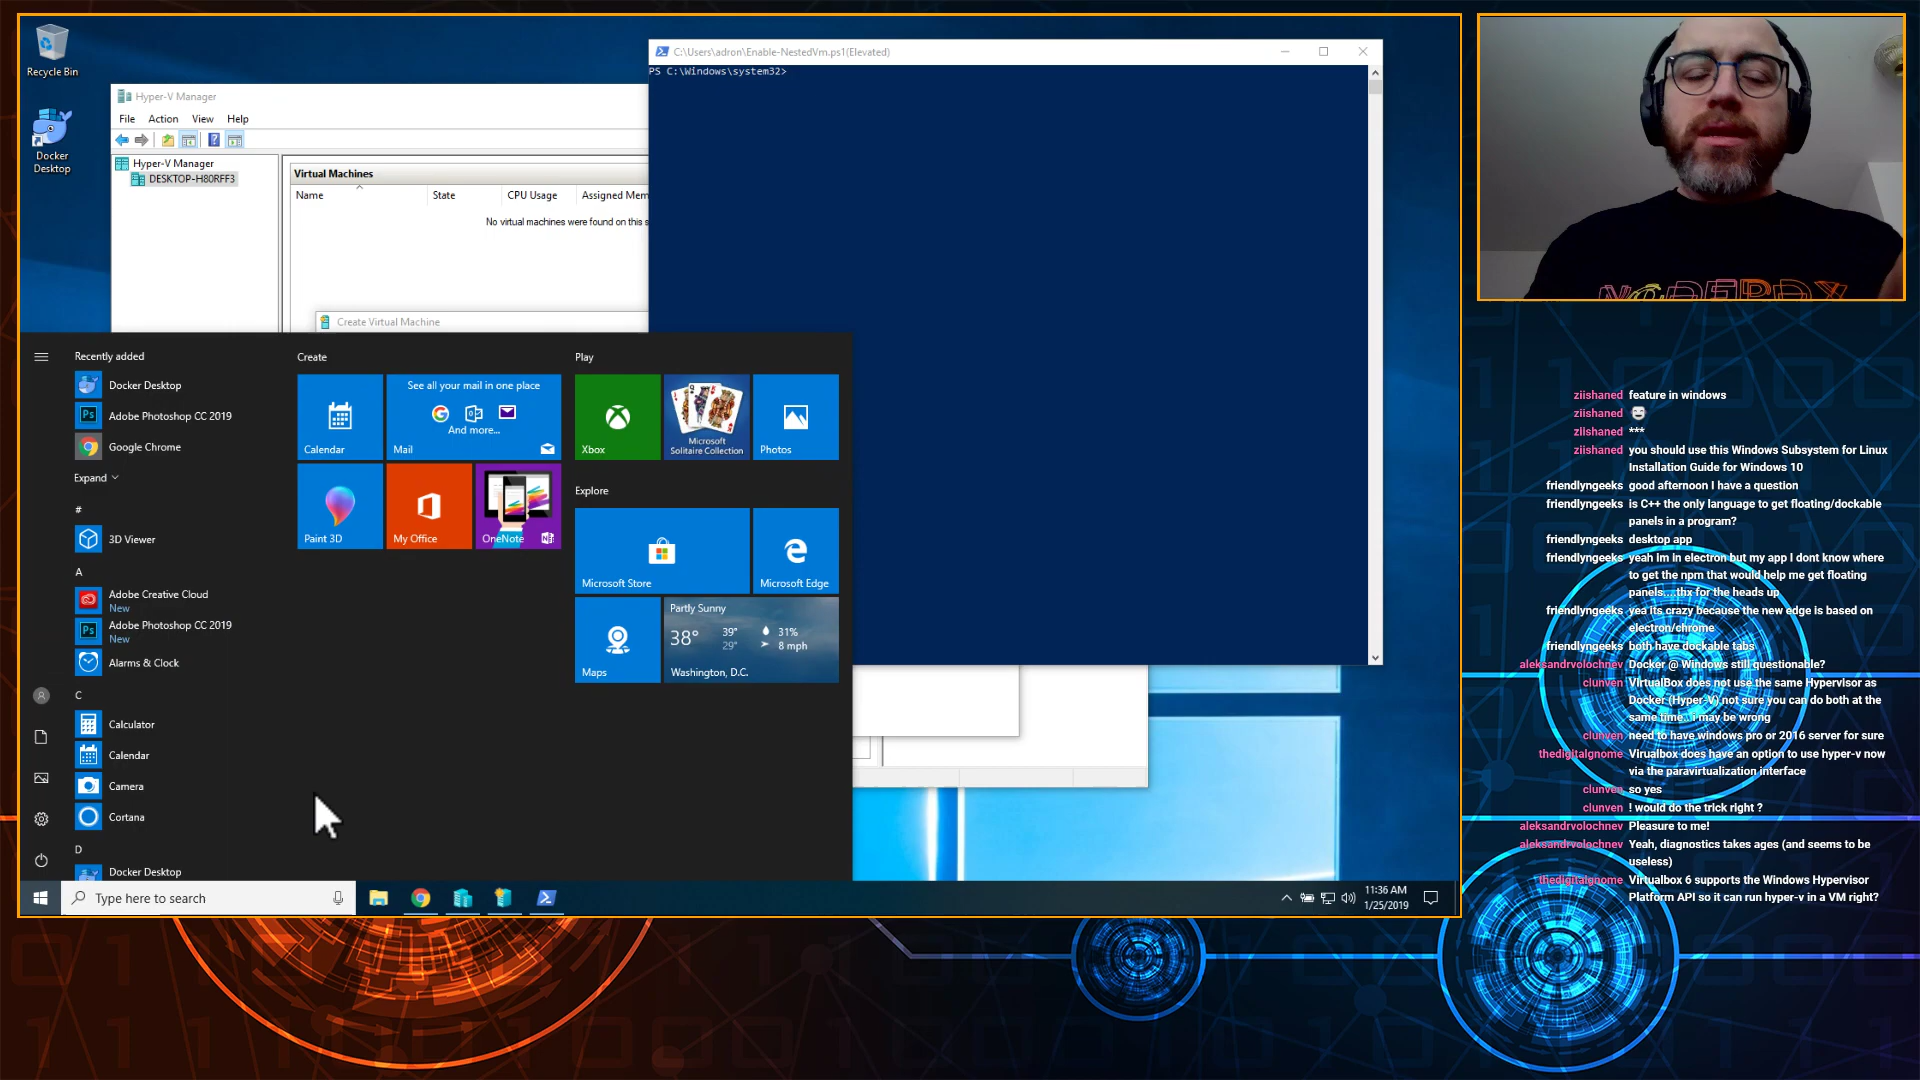 Recycle Bin
Docker
Desktop
Hyper-V Manager
File Action View Help
Hyper-V Manager
DESKTOP-H80RFF3
Virtual Machines
Name State CPU Usage Assigned Mem
No virtual machines were found on this s
Create Virtual Machine
C:\Users\adron\Enable-NestedVm.ps1(Elevated)
PS C:\Windows\system32>
Recently added
Docker Desktop
Adobe Photoshop CC 2019
Google Chrome
Expand
#
3D Viewer
A
Adobe Creative Cloud
New
Adobe Photoshop CC 2019
New
Alarms & Clock
C
Calculator
Calendar
Camera
Cortana
D
Docker Desktop
Create
Calendar
See all your mail in one place
And more...
Mail
Paint 3D
My Office
OneNote
Play
Xbox
Microsoft
Solitaire Collection
Photos
Explore
Microsoft Store
Microsoft Edge
Maps
Partly Sunny
38° 39° 31%
29° 8 mph
Washington, D.C.
Type here to search
11:36 AM
1/25/2019
ziishaned feature in windows
ziishaned
ziishaned ***
ziishaned you should use this Windows Subsystem for Linux
Installation Guide for Windows 10
friendlyngeeks good afternoon I have a question
friendlyngeeks is C++ the only language to get floating/dockable
panels in a program?
friendlyngeeks desktop app
friendlyngeeks yeah Im in electron but my app I dont know where
to get the npm that would help me get floating
panels....thx for the heads up
friendlyngeeks yea its crazy because the new edge is based on
electron/chrome
friendlyngeeks both have dockable tabs
aleksandrvolochnev Docker @ Windows still questionable?
clunven VirtualBox does not use the same Hypervisor as
Docker (Hyper-V) not sure you can do both at the
same time...i may be wrong
clunven need to have windows pro or 2016 server for sure
thedigitalgnome Virualbox does have an option to use hyper-v now
via the paravirtualization interface
clunven so yes
clunven ! would do the trick right ?
aleksandrvolochnev Pleasure to me!
aleksandrvolochnev Yeah, diagnostics takes ages (and seems to be
useless)
thedigitalgnome Virtualbox 6 supports the Windows Hypervisor
Platform API so it can run hyper-v in a VM right?